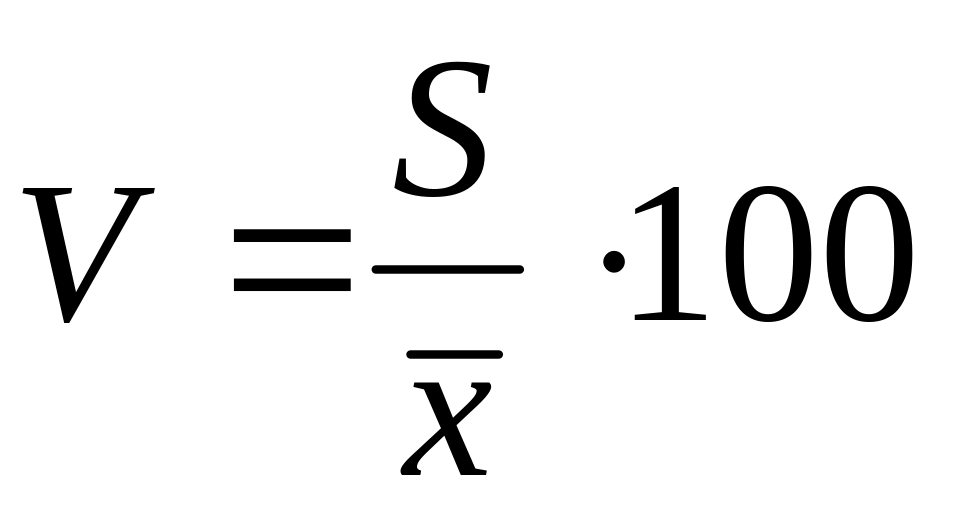 V = S / x̄ · 100